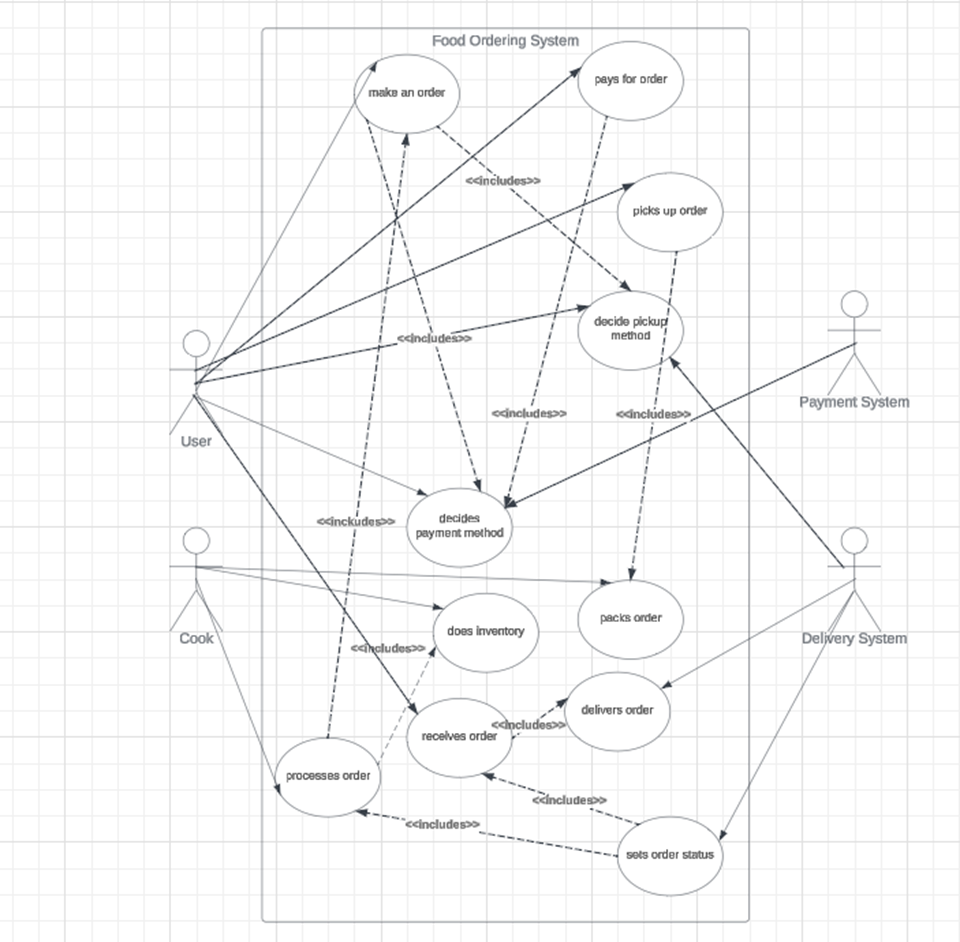 Food Ordering System
make an order
pays for order
<<includes>>
picks up order
decide pickup
method
<<includes>>
User
Payment System
<<includes>>
<<includes>>
decides
payment method
<<includes>>
Cook
does inventory
packs order
Delivery System
<<includes>>
delivers order
<<includes>>
receives order
processes order
<<includes>>
<<includes>>
sets order status